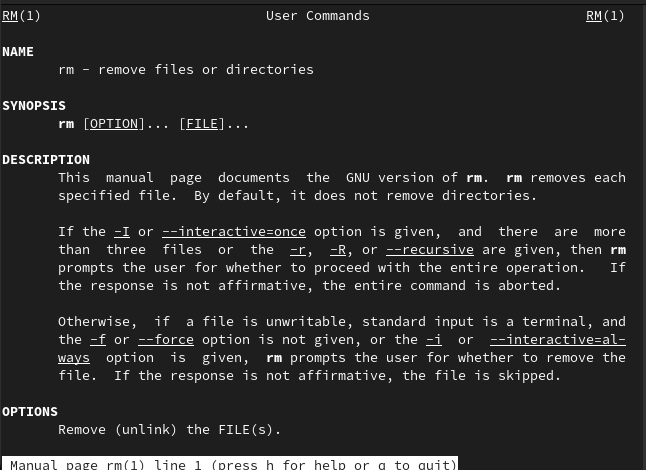 RM(1) User Commands RM(1)
NAME
rm - remove files or directories
SYNOPSIS
rm [OPTION]... [FILE]...
DESCRIPTION
This manual page documents the GNU version of rm. rm removes each
specified file. By default, it does not remove directories.
If the -I or --interactive=once option is given, and there are more
than three files or the -r, -R, or --recursive are given, then rm
prompts the user for whether to proceed with the entire operation. If
the response is not affirmative, the entire command is aborted.
Otherwise, if a file is unwritable, standard input is a terminal, and
the -f or --force option is not given, or the -i or --interactive=al-
ways option is given, rm prompts the user for whether to remove the
file. If the response is not affirmative, the file is skipped.
OPTIONS
Remove (unlink) the FILE(s).
Manual page rm(1) line 1 (press h for help or q to quit)